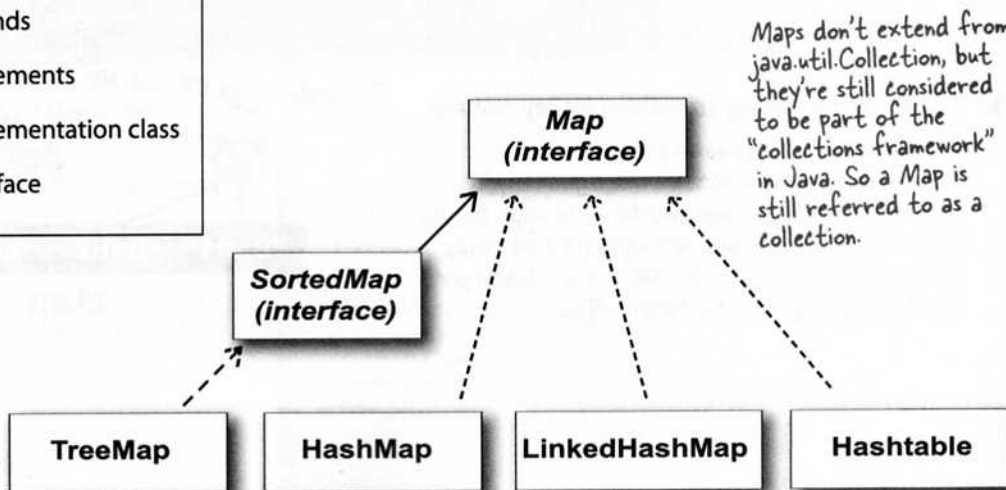 ements
ementation class
Map
(interface)
SortedMap
(interface)
TreeMap
HashMap
LinkedHashMap
Hashtable
Maps don't extend from
java.util.Collection, but
they're still considered
to be part of the
"collections framework"
in Java. So a Map is
still referred to as a
collection.